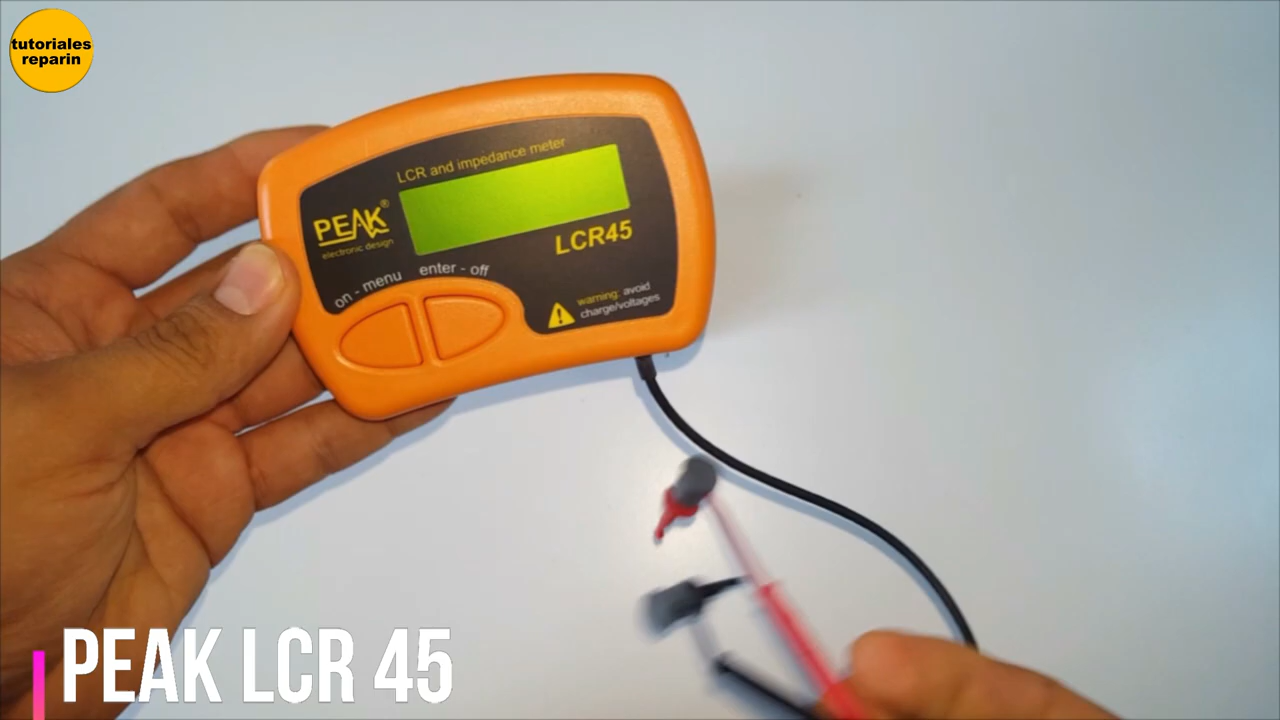 tutoriales
reparin
LCR and impedance meter
PEAK®
electronic design
LCR45
on - menu
enter - off
warning: avoid
charge/voltages
PEAK LCR 45